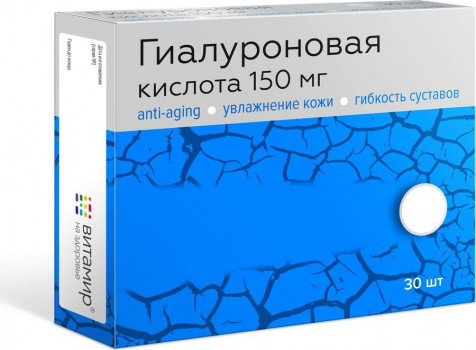 Гиалуроновая
кислота 150 мг
anti-aging увлажнение кожи гибкость суставов
30 шт
ВИТАМИР®
на здоровье